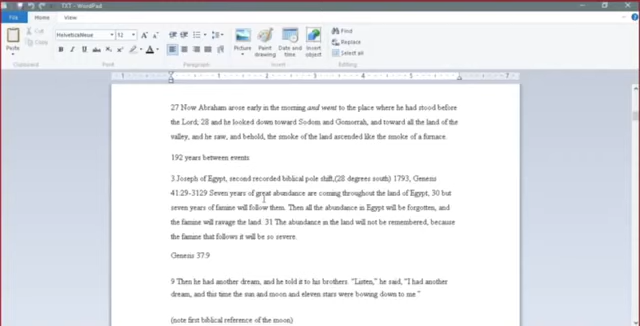 TXT - WordPad
File Home View
Cut
Copy
Paste
HelveticaNeue 12
Picture Paint drawing Date and time Insert object
Find
Replace
Select all
Clipboard Font Paragraph Insert Editing
1 1 2 3 4 5
27 Now Abraham arose early in the morning and went to the place where he had stood before
the Lord; 28 and he looked down toward Sodom and Gomorrah, and toward all the land of the
valley, and he saw, and behold, the smoke of the land ascended like the smoke of a furnace.
192 years between events
3.Joseph of Egypt, second recorded biblical pole shift,(28 degrees south) 1793, Genesis
41:29-3129 Seven years of great abundance are coming throughout the land of Egypt, 30 but
seven years of famine will follow them. Then all the abundance in Egypt will be forgotten, and
the famine will ravage the land. 31 The abundance in the land will not be remembered, because
the famine that follows it will be so severe.
Genesis 37:9
9 Then he had another dream, and he told it to his brothers. "Listen," he said, "I had another
dream, and this time the sun and moon and eleven stars were bowing down to me."
(note first biblical reference of the moon)